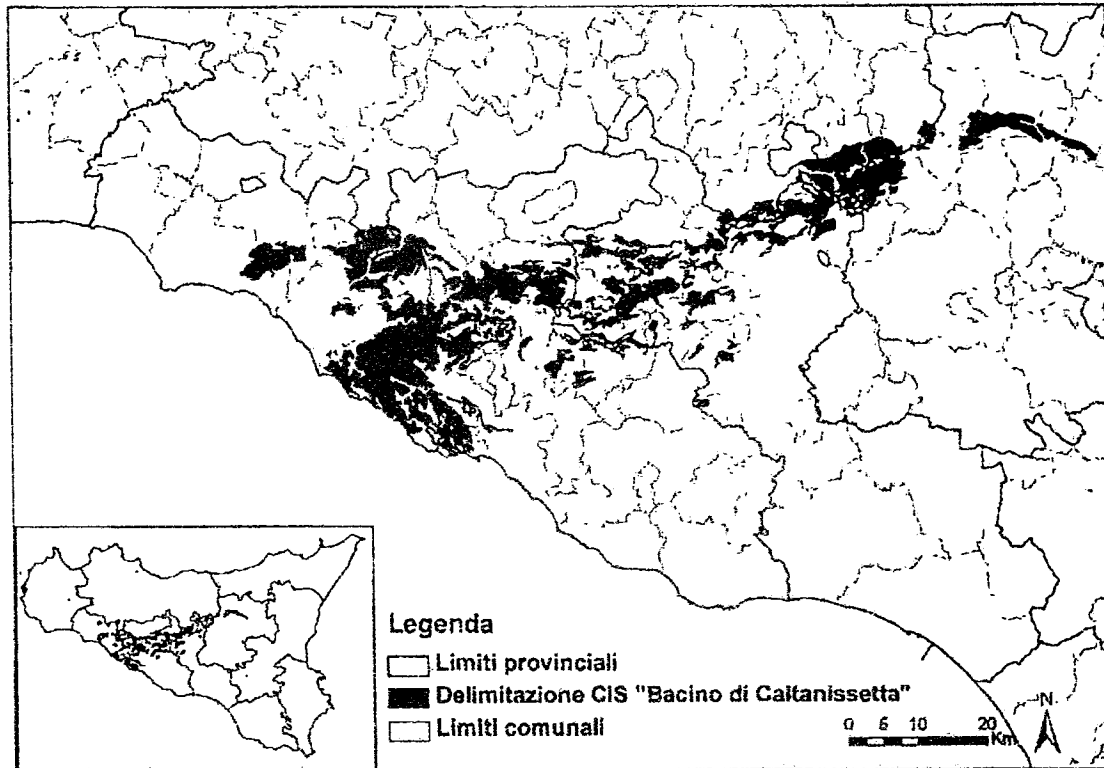 Legenda
Limiti provinciali
Delimitazione CIS "Bacino di Caltanissetta"
Limiti comunali
N
0 5 10 20
Km